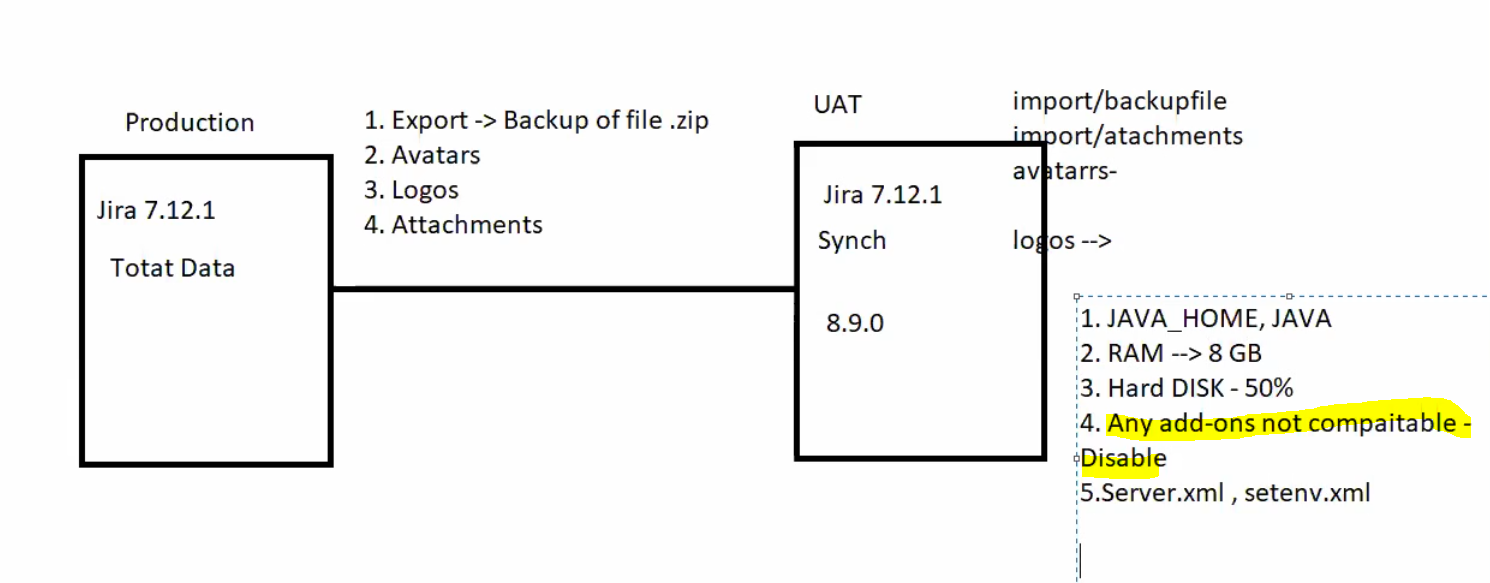 Production
Jira 7.12.1
Totat Data
1. Export -> Backup of file .zip
2. Avatars
3. Logos
4. Attachments
UAT
Jira 7.12.1
Synch
8.9.0
import/backupfile
import/atachments
avatarrs-
logos -->
1. JAVA_HOME, JAVA
2. RAM --> 8 GB
3. Hard DISK - 50%
4. Any add-ons not compaitable -
Disable
5.Server.xml , setenv.xml